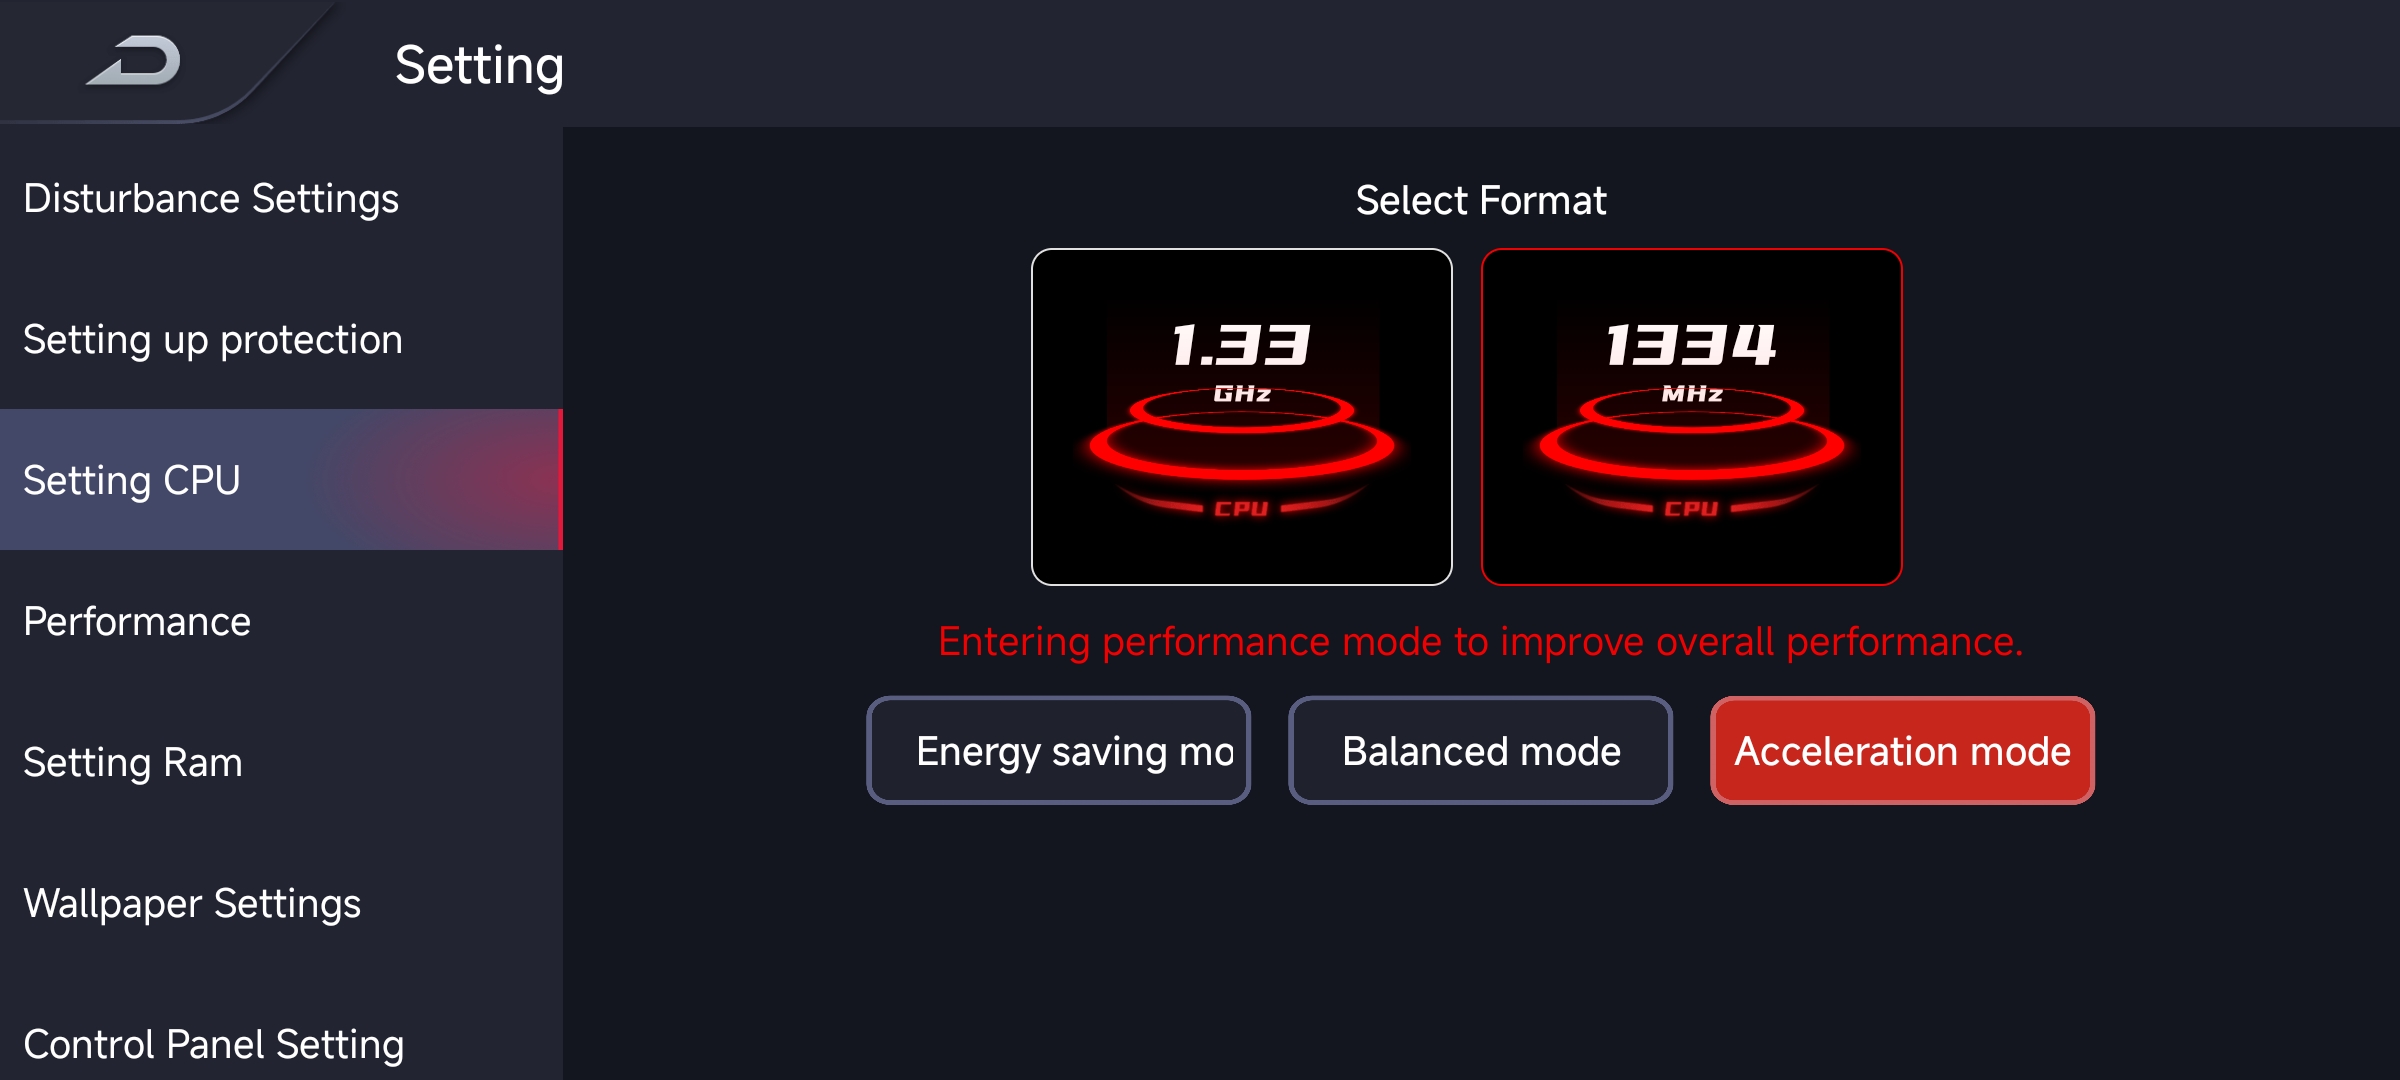 Setting
Disturbance Settings
Setting up protection
Setting CPU
Performance
Setting Ram
Wallpaper Settings
Control Panel Setting
Select Format
1.33
GHz
CPU
1334
MHz
CPU
Entering performance mode to improve overall performance.
Energy saving mo
Balanced mode
Acceleration mode